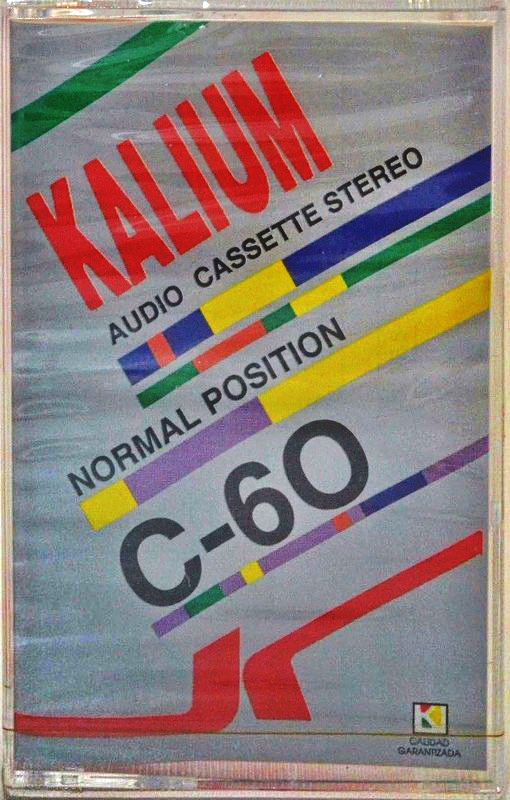 KALIUM
AUDIO CASSETTE STEREO
NORMAL POSITION
C-60
K
CALIDAD
GARANTIZADA